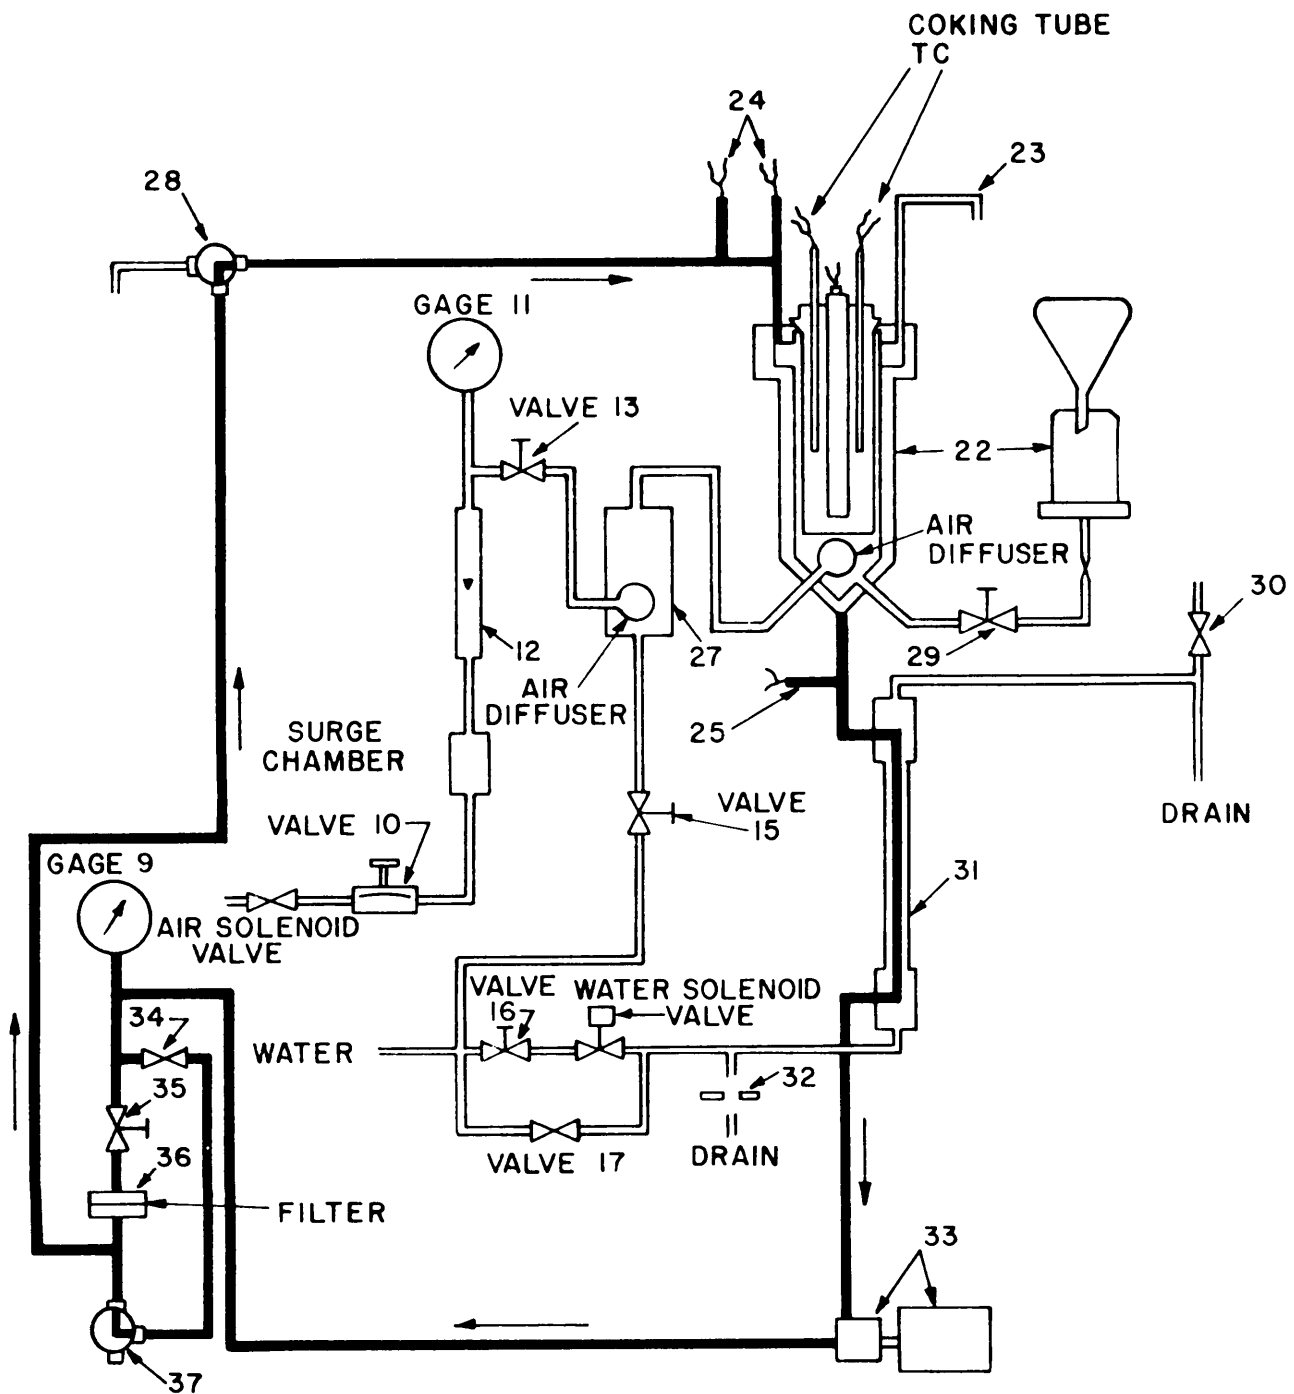 COKING TUBE
TC
24
23
28
GAGE 11
VALVE 13
22
AIR
DIFFUSER
30
12
27
29
AIR
DIFFUSER
25
SURGE
CHAMBER
VALVE
15
DRAIN
VALVE 10
GAGE 9
31
AIR SOLENOID
VALVE
VALVE
16
WATER SOLENOID
VALVE
34
WATER
35
32
36
VALVE 17
DRAIN
FILTER
33
37